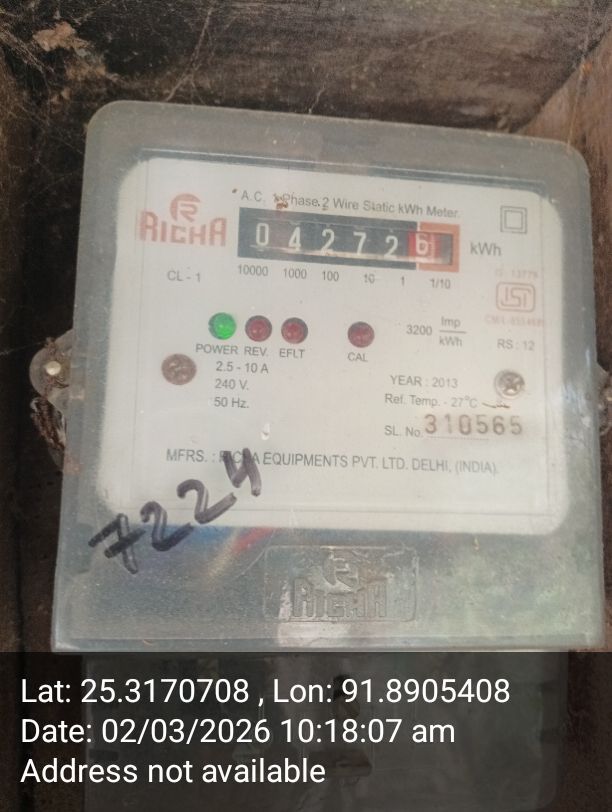 A.C. 1 Phase 2 Wire Static kWh Meter.
RICHA
0 4 2 7 2 6 kWh
10000 1000 100 10 1 1/10
CL - 1
IS : 13779
ISI
3200 Imp/kWh
RS : 12
POWER REV. EFLT CAL
2.5 - 10 A
240 V.
50 Hz.
YEAR : 2013
Ref. Temp. - 27°C
SL. No. 310565
MFRS. : RICHA EQUIPMENTS PVT. LTD. DELHI, (INDIA)
7224
RICHA
Lat: 25.3170708 , Lon: 91.8905408
Date: 02/03/2026 10:18:07 am
Address not available